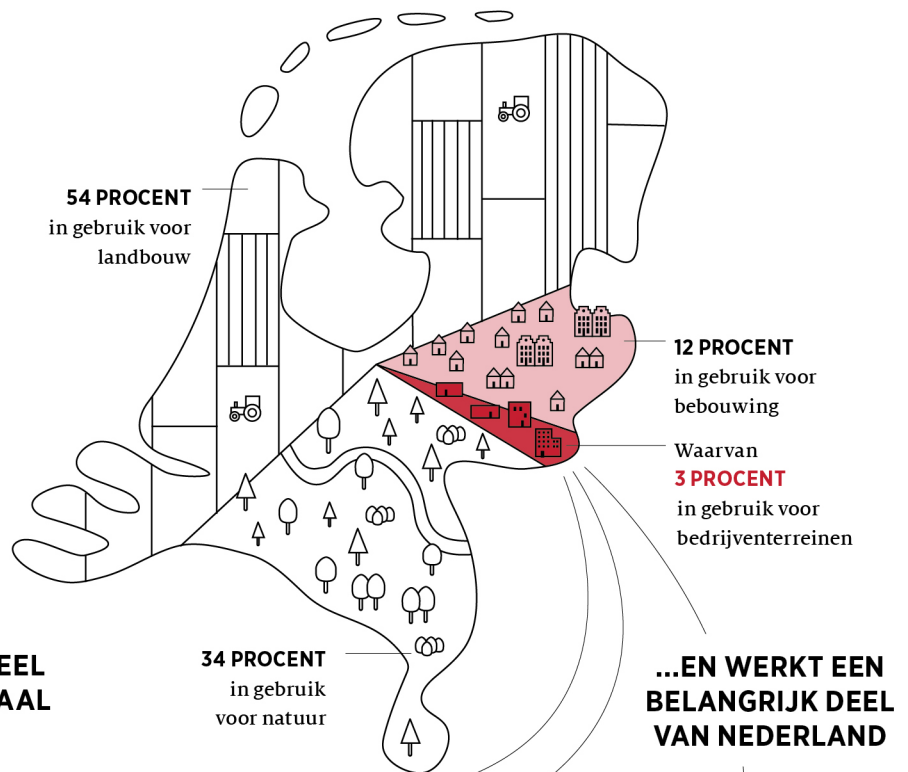 54 PROCENT
in gebruik voor
landbouw
12 PROCENT
in gebruik voor
bebouwing
Waarvan
3 PROCENT
in gebruik voor
bedrijventerreinen
34 PROCENT
in gebruik
voor natuur
EEL
AAL
...EN WERKT EEN
BELANGRIJK DEEL
VAN NEDERLAND